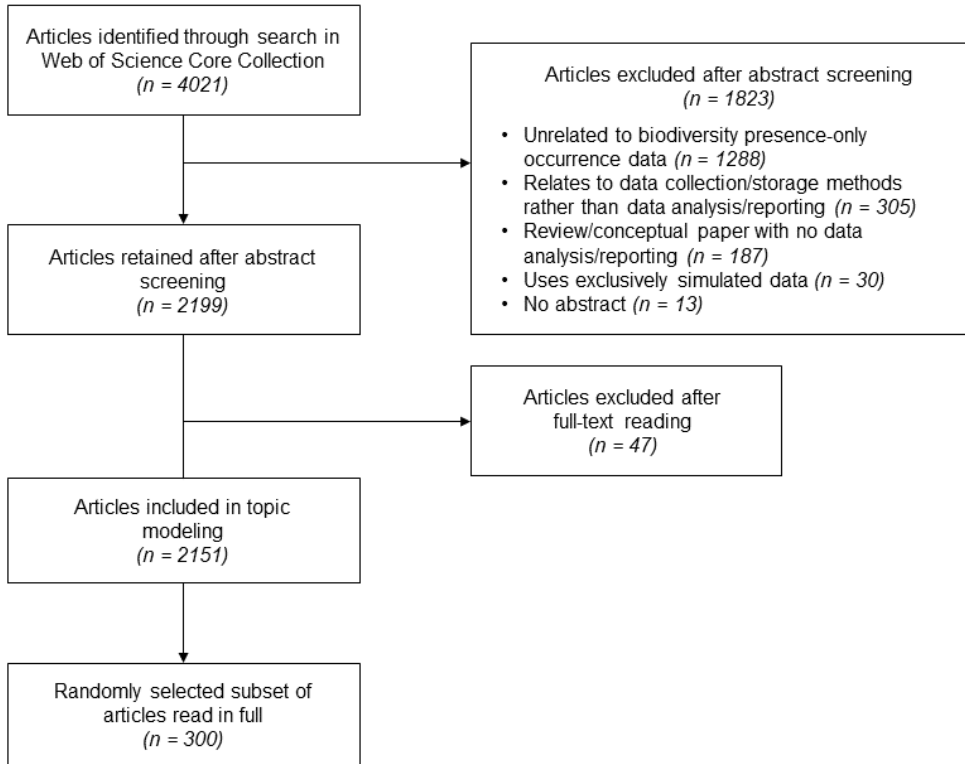 Articles identified through search in
Web of Science Core Collection
(n = 4021)
Articles excluded after abstract screening
(n = 1823)
• Unrelated to biodiversity presence-only
occurrence data (n = 1288)
• Relates to data collection/storage methods
rather than data analysis/reporting (n = 305)
• Review/conceptual paper with no data
analysis/reporting (n = 187)
• Uses exclusively simulated data (n = 30)
• No abstract (n = 13)
Articles retained after abstract
screening
(n = 2199)
Articles excluded after
full-text reading
(n = 47)
Articles included in topic
modeling
(n = 2151)
Randomly selected subset of
articles read in full
(n = 300)